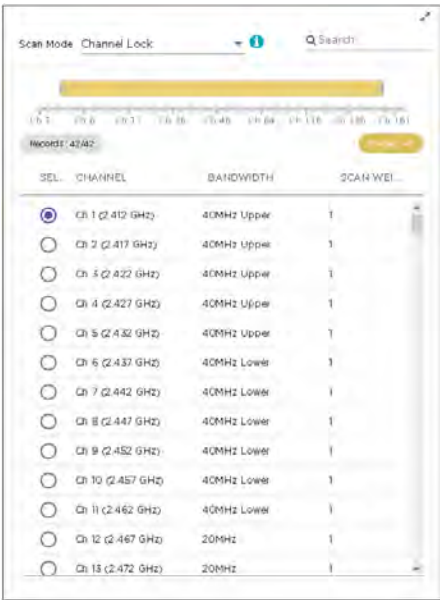 Scan Mode Channel Lock Search
Records: 42/42
SEL.. CHANNEL BANDWIDTH SCAN WEI...
Ch 1 (2.412 GHz) 40MHz Upper 1
Ch 2 (2.417 GHz) 40MHz Upper 1
Ch 3 (2.422 GHz) 40MHz Upper 1
Ch 4 (2.427 GHz) 40MHz Upper 1
Ch 5 (2.432 GHz) 40MHz Upper 1
Ch 6 (2.437 GHz) 40MHz Lower 1
Ch 7 (2.442 GHz) 40MHz Lower 1
Ch 8 (2.447 GHz) 40MHz Lower 1
Ch 9 (2.452 GHz) 40MHz Lower 1
Ch 10 (2.457 GHz) 40MHz Lower 1
Ch 11 (2.462 GHz) 40MHz Lower 1
Ch 12 (2.467 GHz) 20MHz 1
Ch 13 (2.472 GHz) 20MHz 1